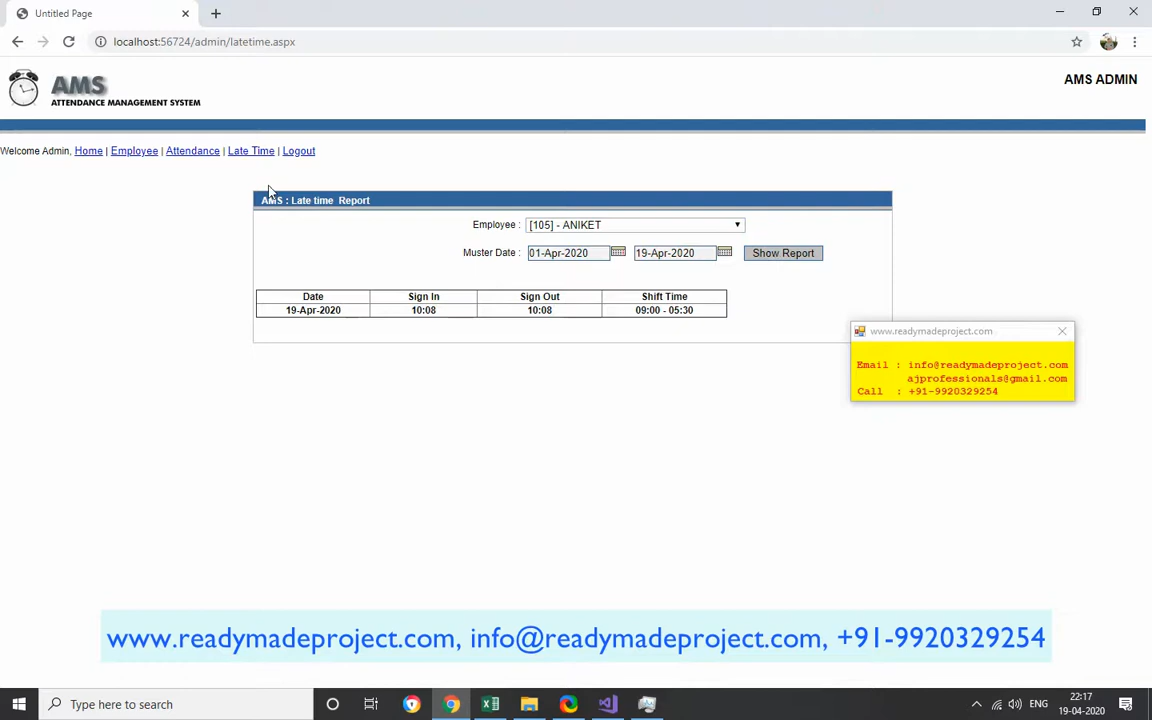 Untitled Page
localhost:56724/admin/latetime.aspx
AMS
ATTENDANCE MANAGEMENT SYSTEM
AMS ADMIN
Welcome Admin, Home | Employee | Attendance | Late Time | Logout
AMS : Late time Report
Employee : [105] - ANIKET
Muster Date : 01-Apr-2020 19-Apr-2020 Show Report
Date Sign In Sign Out Shift Time
19-Apr-2020 10:08 10:08 09:00 - 05:30
www.readymadeproject.com
Email : info@readymadeproject.com
ajprofessionals@gmail.com
Call : +91-9920329254
www.readymadeproject.com, info@readymadeproject.com, +91-9920329254
Type here to search
ENG
22:17
19-04-2020